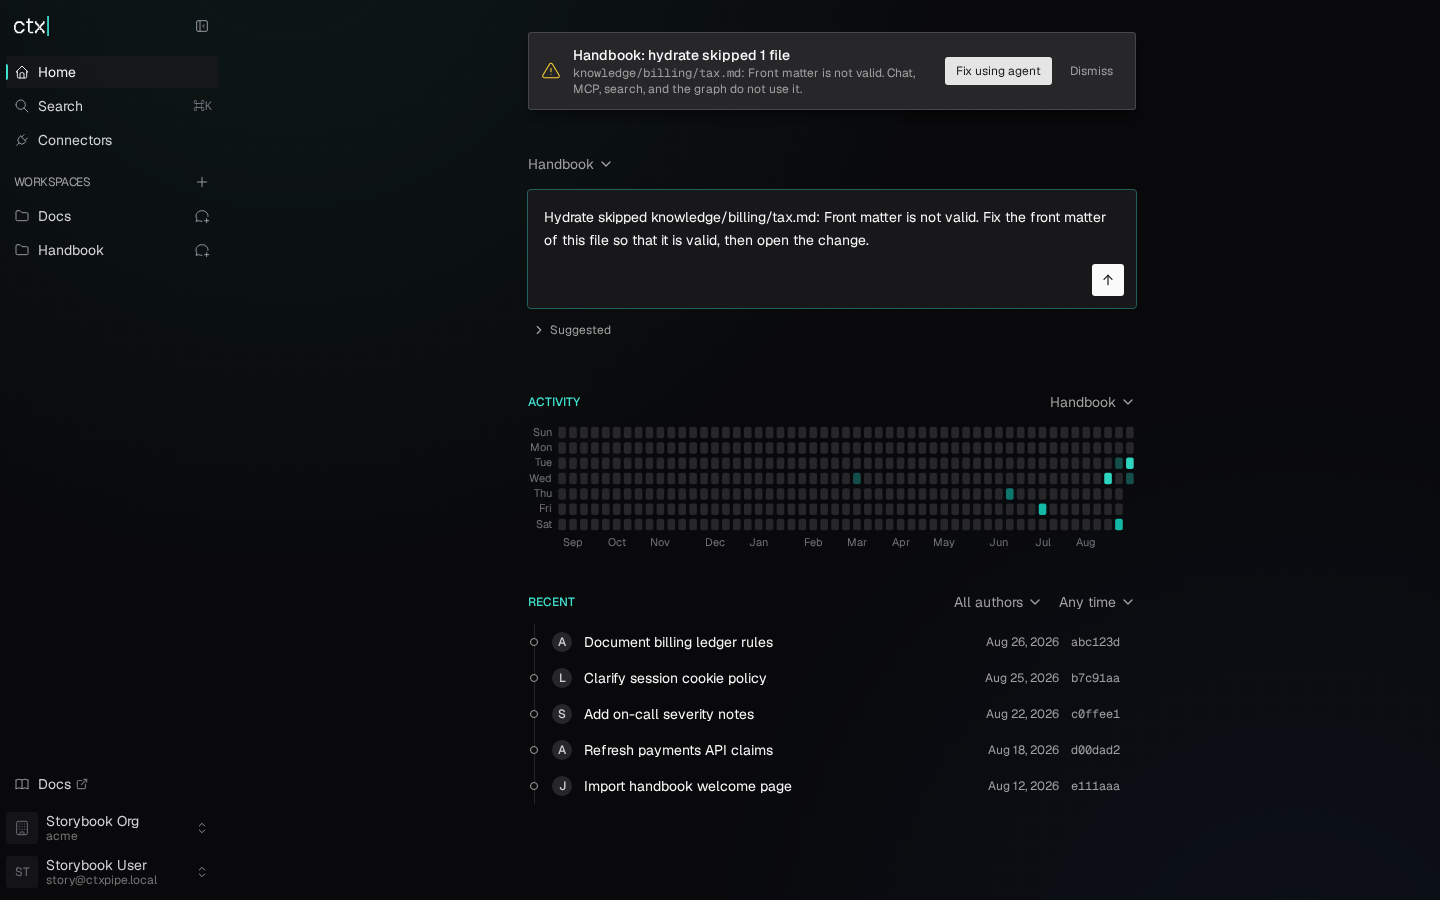 ctx
Home
Search ⌘K
Connectors
WORKSPACES
Docs
Handbook
Docs
Storybook Org
acme
ST
Storybook User
story@ctxpipe.local
Handbook: hydrate skipped 1 file
knowledge/billing/tax.md: Front matter is not valid. Chat,
MCP, search, and the graph do not use it.
Fix using agent
Dismiss
Handbook
Hydrate skipped knowledge/billing/tax.md: Front matter is not valid. Fix the front matter
of this file so that it is valid, then open the change.
Suggested
ACTIVITY
Handbook
Sun
Mon
Tue
Wed
Thu
Fri
Sat
Sep Oct Nov Dec Jan Feb Mar Apr May Jun Jul Aug
RECENT
All authors
Any time
A Document billing ledger rules Aug 26, 2026 abc123d
L Clarify session cookie policy Aug 25, 2026 b7c91aa
S Add on-call severity notes Aug 22, 2026 c0ffee1
A Refresh payments API claims Aug 18, 2026 d00dad2
J Import handbook welcome page Aug 12, 2026 e111aaa